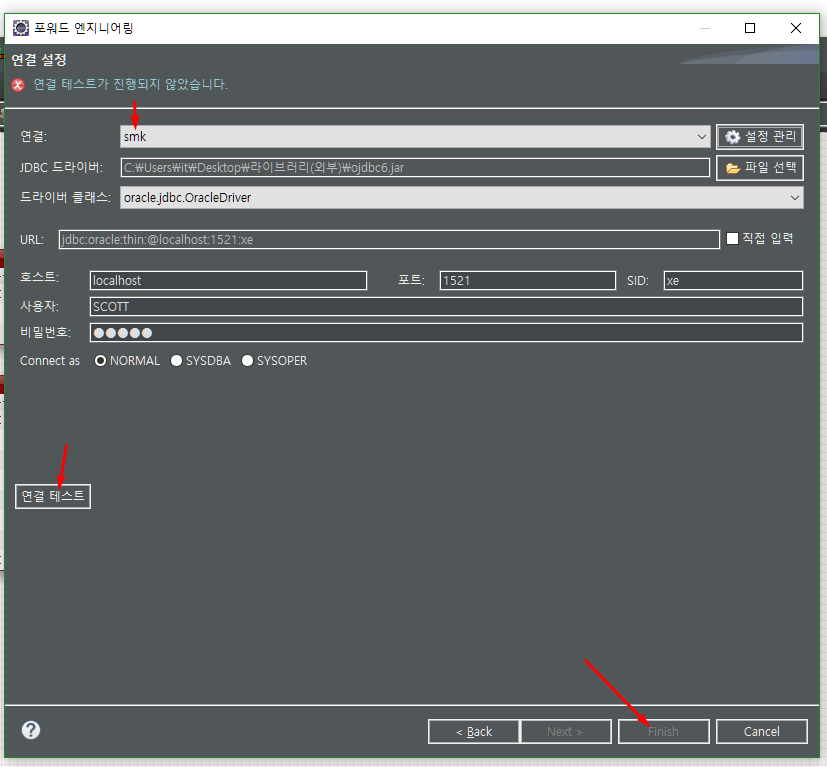 포워드 엔지니어링
연결 설정
연결 테스트가 진행되지 않았습니다.
연결: smk 설정 관리
JDBC 드라이버: C:₩Users₩it₩Desktop₩라이브러리(외부)₩ojdbc6.jar 파일 선택
드라이버 클래스: oracle.jdbc.OracleDriver
URL: jdbc:oracle:thin:@localhost:1521:xe 직접 입력
호스트: localhost 포트: 1521 SID: xe
사용자: SCOTT
비밀번호: ●●●●●
Connect as NORMAL SYSDBA SYSOPER
연결 테스트
? < Back Next > Finish Cancel